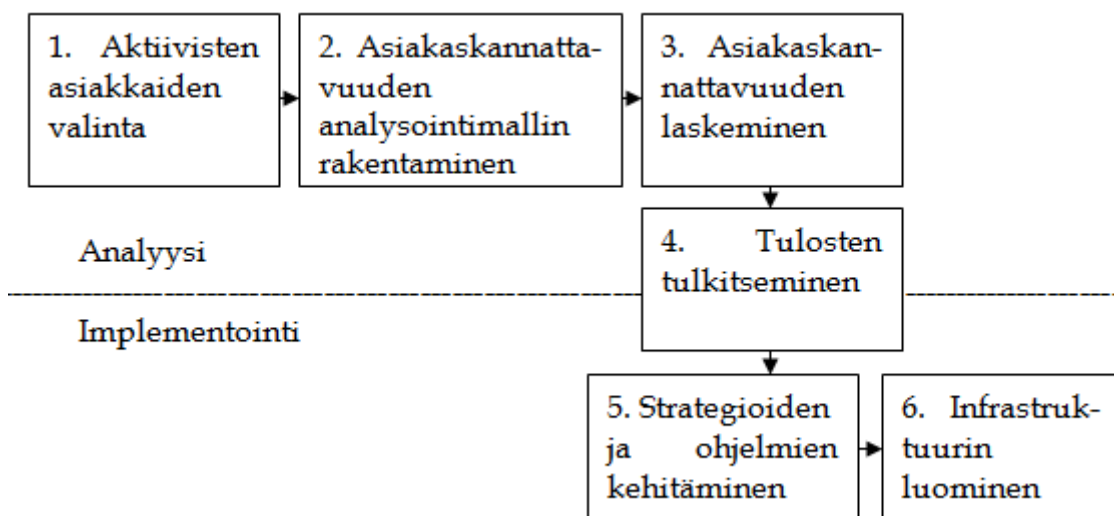 1. Aktiivisten
asiakkaiden
valinta
2. Asiakaskannatta-
vuuden
analysointimallin
rakentaminen
3. Asiakaskan-
nattavuuden
laskeminen
Analyysi
4. Tulosten
tulkitseminen
Implementointi
5. Strategioiden
ja ohjelmien
kehitäminen
6. Infrastruk-
tuurin
luominen